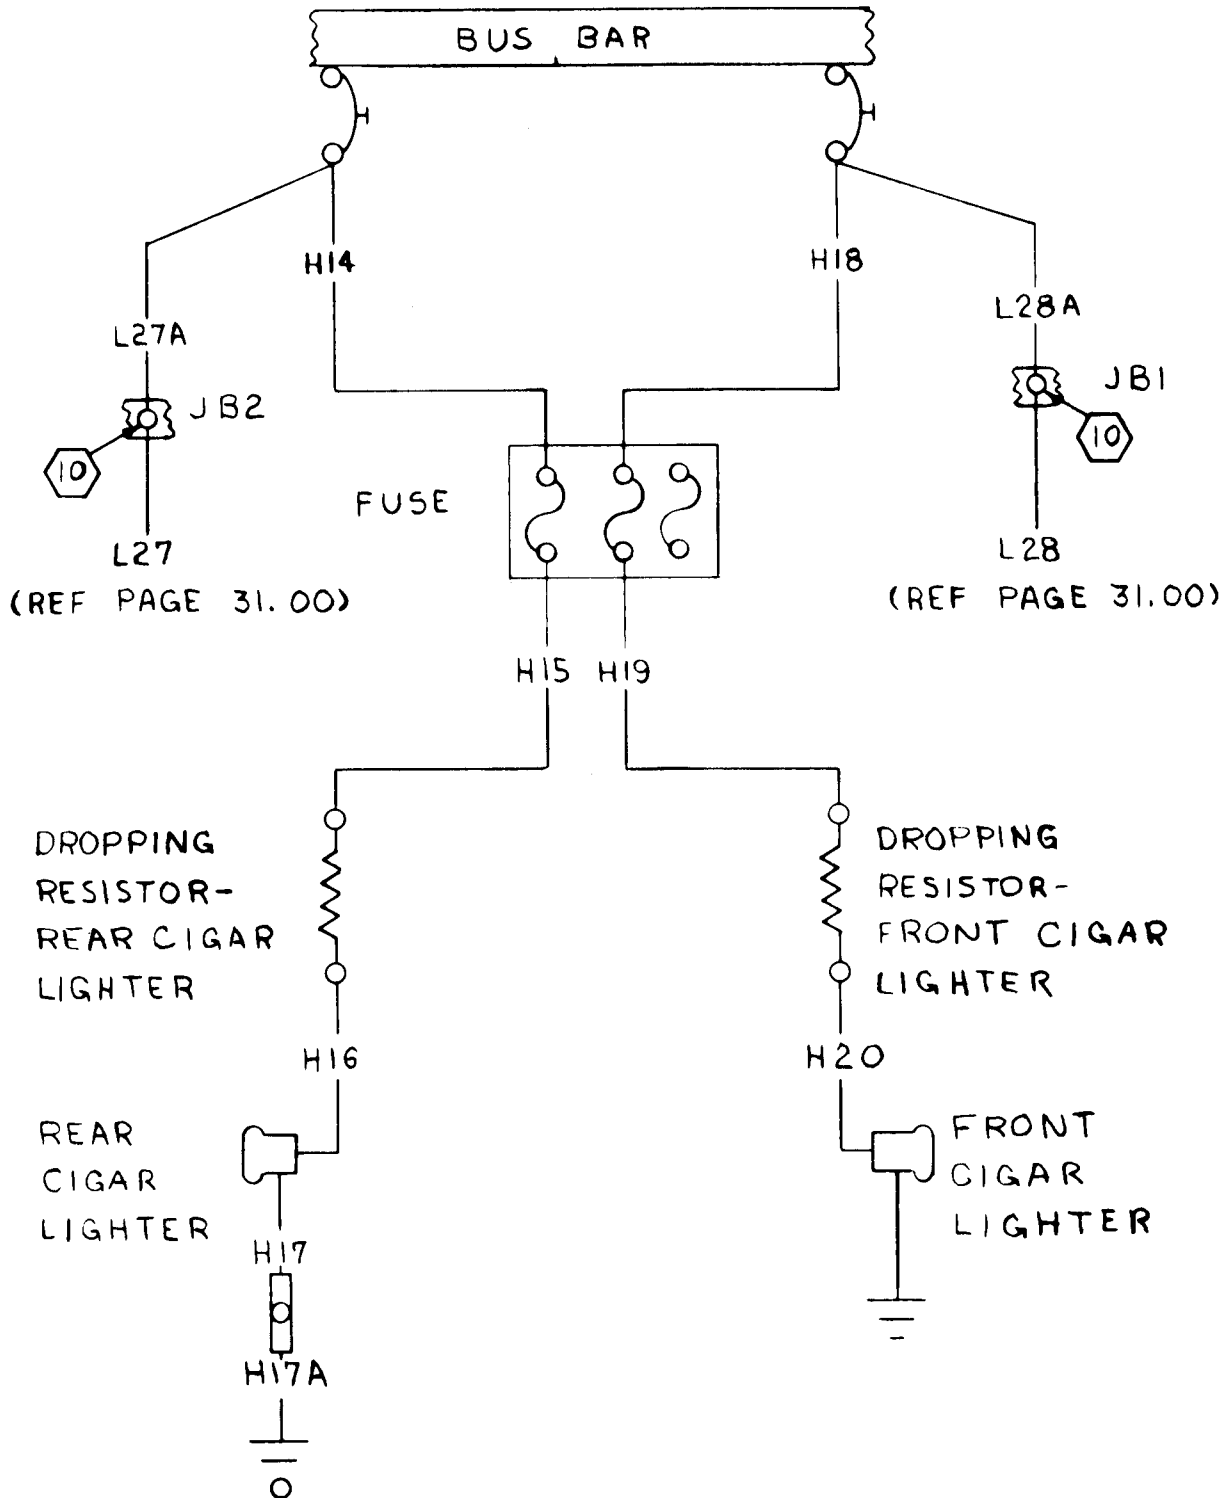 BUS BAR
H14
H18
L27A
L28A
JB2
JB1
10
10
FUSE
L27
(REF PAGE 31.00)
L28
(REF PAGE 31.00)
H15
H19
DROPPING
RESISTOR-
REAR CIGAR
LIGHTER
DROPPING
RESISTOR-
FRONT CIGAR
LIGHTER
H16
H20
REAR
CIGAR
LIGHTER
FRONT
CIGAR
LIGHTER
H17
H17A